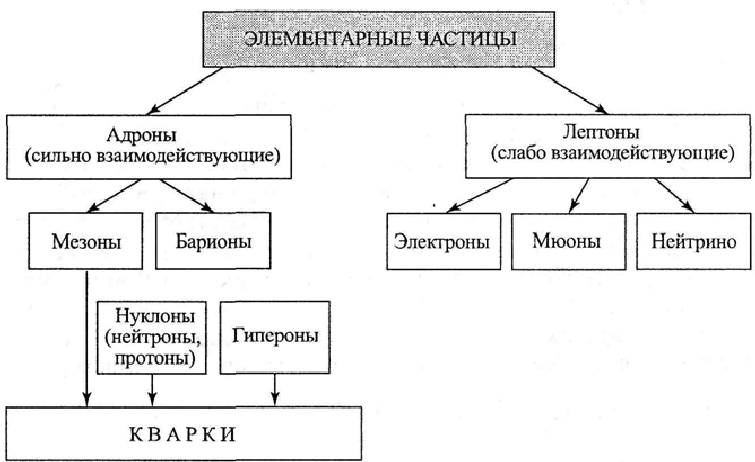 ЭЛЕМЕНТАРНЫЕ ЧАСТИЦЫ
Адроны
(сильно взаимодействующие)
Лептоны
(слабо взаимодействующие)
Мезоны
Барионы
Электроны
Мюоны
Нейтрино
Нуклоны
(нейтроны,
протоны)
Гипероны
КВАРКИ